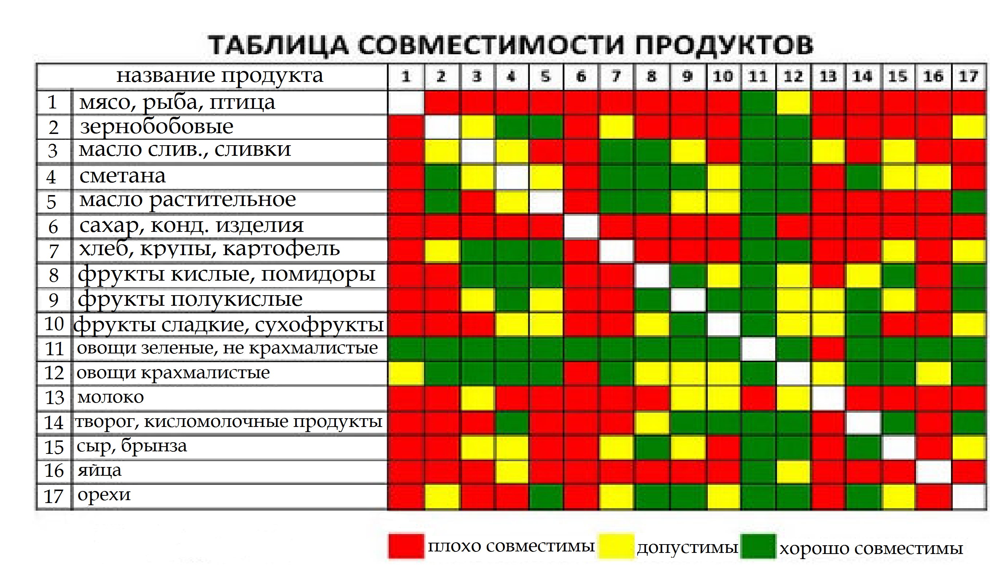 ТАБЛИЦА СОВМЕСТИМОСТИ ПРОДУКТОВ
название продукта 1 2 3 4 5 6 7 8 9 10 11 12 13 14 15 16 17
1 мясо, рыба, птица
2 зернобобовые
3 масло слив., сливки
4 сметана
5 масло растительное
6 сахар, конд. изделия
7 хлеб, крупы, картофель
8 фрукты кислые, помидоры
9 фрукты полукислые
10 фрукты сладкие, сухофрукты
11 овощи зеленые, не крахмалистые
12 овощи крахмалистые
13 молоко
14 творог, кисломолочные продукты
15 сыр, брынза
16 яйца
17 орехи
плохо совместимы допустимы хорошо совместимы